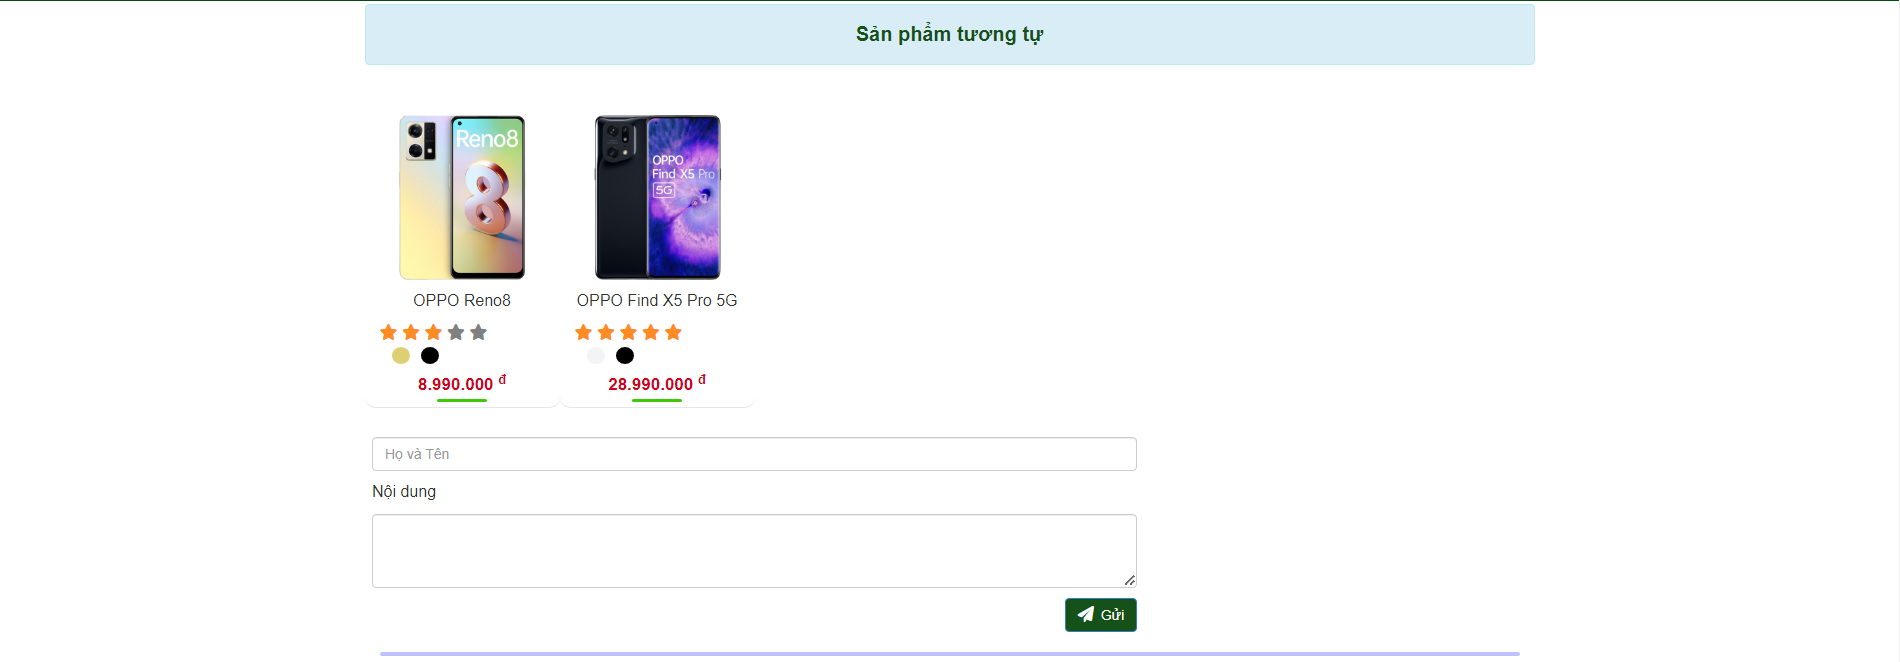 Sản phẩm tương tự
Reno8
8
OPPO
Find X5 Pro
5G
OPPO Reno8
OPPO Find X5 Pro 5G
8.990.000 đ
28.990.000 đ
Họ và Tên
Nội dung
Gửi